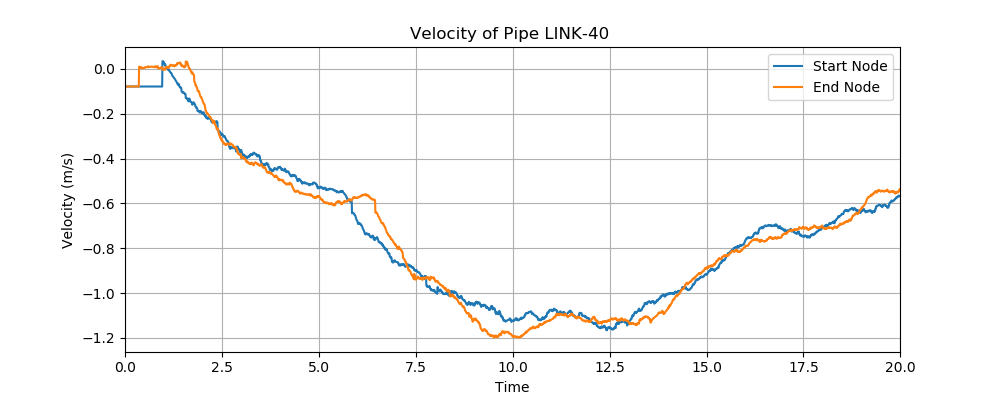 Velocity of Pipe LINK-40
Start Node
End Node
Velocity (m/s)
0.0
−0.2
−0.4
−0.6
−0.8
−1.0
−1.2
0.0 2.5 5.0 7.5 10.0 12.5 15.0 17.5 20.0
Time